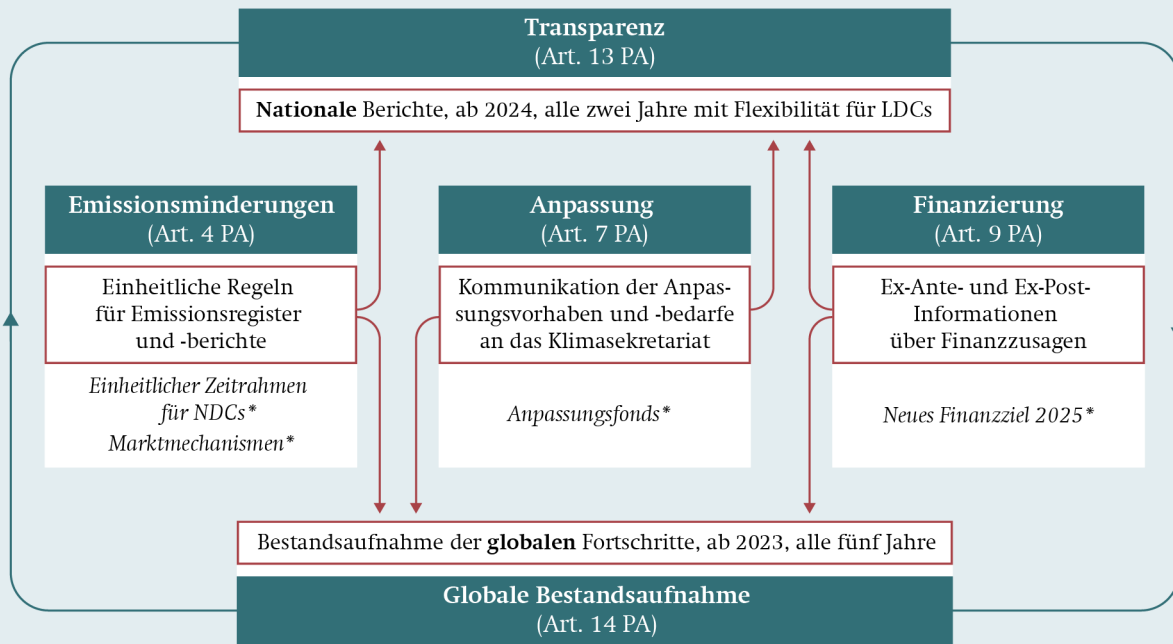 Transparenz
(Art. 13 PA)
Nationale Berichte, ab 2024, alle zwei Jahre mit Flexibilität für LDCs
Emissionsminderungen
(Art. 4 PA)
Einheitliche Regeln
für Emissionsregister
und -berichte
Einheitlicher Zeitrahmen
für NDCs*
Marktmechanismen*
Anpassung
(Art. 7 PA)
Kommunikation der Anpas-
sungsvorhaben und -bedarfe
an das Klimasekretariat
Anpassungsfonds*
Finanzierung
(Art. 9 PA)
Ex-Ante- und Ex-Post-
Informationen
über Finanzzusagen
Neues Finanzziel 2025*
Bestandsaufnahme der globalen Fortschritte, ab 2023, alle fünf Jahre
Globale Bestandsaufnahme
(Art. 14 PA)